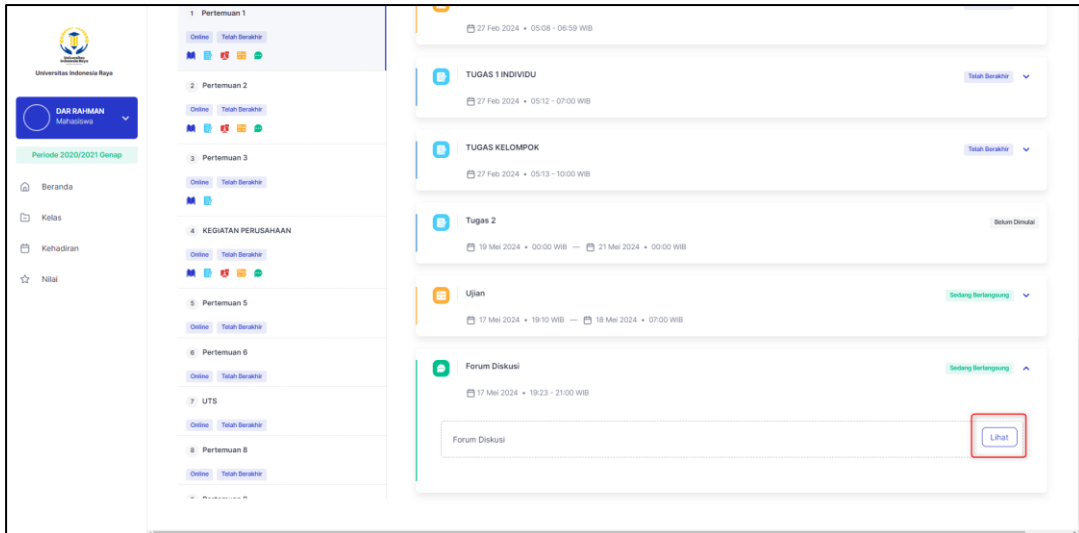 Universitas
Indonesia Raya
Universitas Indonesia Raya
DAR RAHMAN
Mahasiswa
Periode 2020/2021 Genap
Beranda
Kelas
Kehadiran
Nilai
1 Pertemuan 1
Online Telah Berakhir
2 Pertemuan 2
Online Telah Berakhir
3 Pertemuan 3
Online Telah Berakhir
4 KEGIATAN PERUSAHAAN
Online Telah Berakhir
5 Pertemuan 5
Online Telah Berakhir
6 Pertemuan 6
Online Telah Berakhir
7 UTS
Online Telah Berakhir
8 Pertemuan 8
Online Telah Berakhir
27 Feb 2024 • 05:08 - 06:59 WIB
TUGAS 1 INDIVIDU Telah Berakhir
27 Feb 2024 • 05:12 - 07:00 WIB
TUGAS KELOMPOK Telah Berakhir
27 Feb 2024 • 05:13 - 10:00 WIB
Tugas 2 Belum Dimulai
19 Mei 2024 • 00:00 WIB — 21 Mei 2024 • 00:00 WIB
Ujian Sedang Berlangsung
17 Mei 2024 • 19:10 WIB — 18 Mei 2024 • 07:00 WIB
Forum Diskusi Sedang Berlangsung
17 Mei 2024 • 19:23 - 21:00 WIB
Forum Diskusi Lihat